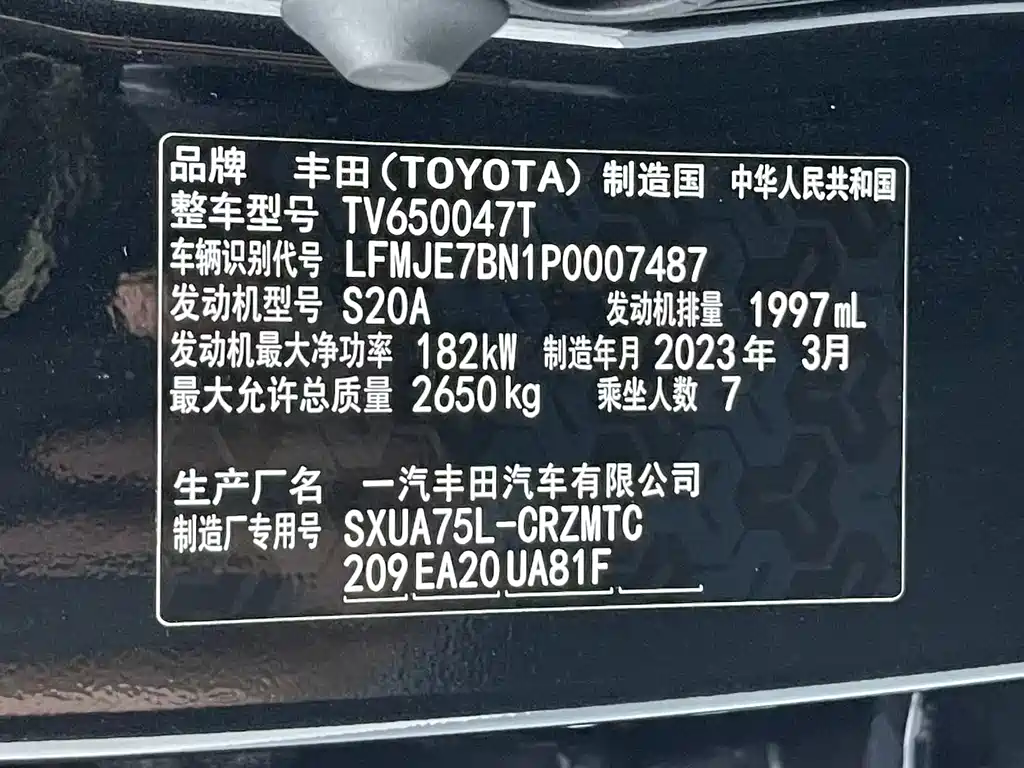 品牌 丰田(TOYOTA) 制造国 中华人民共和国
整车型号 TV650047T
车辆识别代号 LFMJE7BN1P0007487
发动机型号 S20A 发动机排量 1997mL
发动机最大净功率 182kW 制造年月 2023年 3月
最大允许总质量 2650kg 乘坐人数 7
生产厂名 一汽丰田汽车有限公司
制造厂专用号 SXUA75L-CRZMTC
209 EA20 UA81F